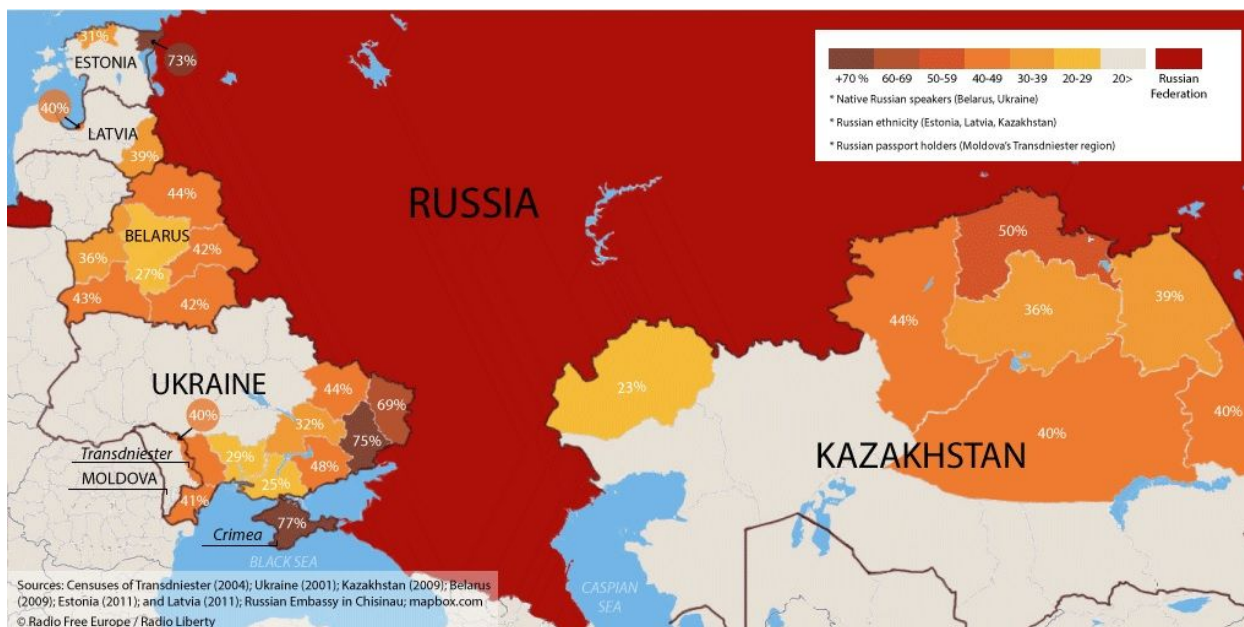 31%
ESTONIA
73%
40%
LATVIA
39%
44%
BELARUS
36%
42%
27%
43%
42%
RUSSIA
+70 % 60-69 50-59 40-49 30-39 20-29 20> Russian
Federation
* Native Russian speakers (Belarus, Ukraine)
* Russian ethnicity (Estonia, Latvia, Kazakhstan)
* Russian passport holders (Moldova's Transdniester region)
50%
39%
36%
44%
23%
40%
40%
KAZAKHSTAN
UKRAINE
44%
69%
40%
32%
75%
Transdniester
29%
48%
MOLDOVA
25%
41%
77%
Crimea
BLACK SEA
CASPIAN
SEA
Sources: Censuses of Transdniester (2004); Ukraine (2001); Kazakhstan (2009); Belarus
(2009); Estonia (2011); and Latvia (2011); Russian Embassy in Chisinau; mapbox.com
© Radio Free Europe / Radio Liberty